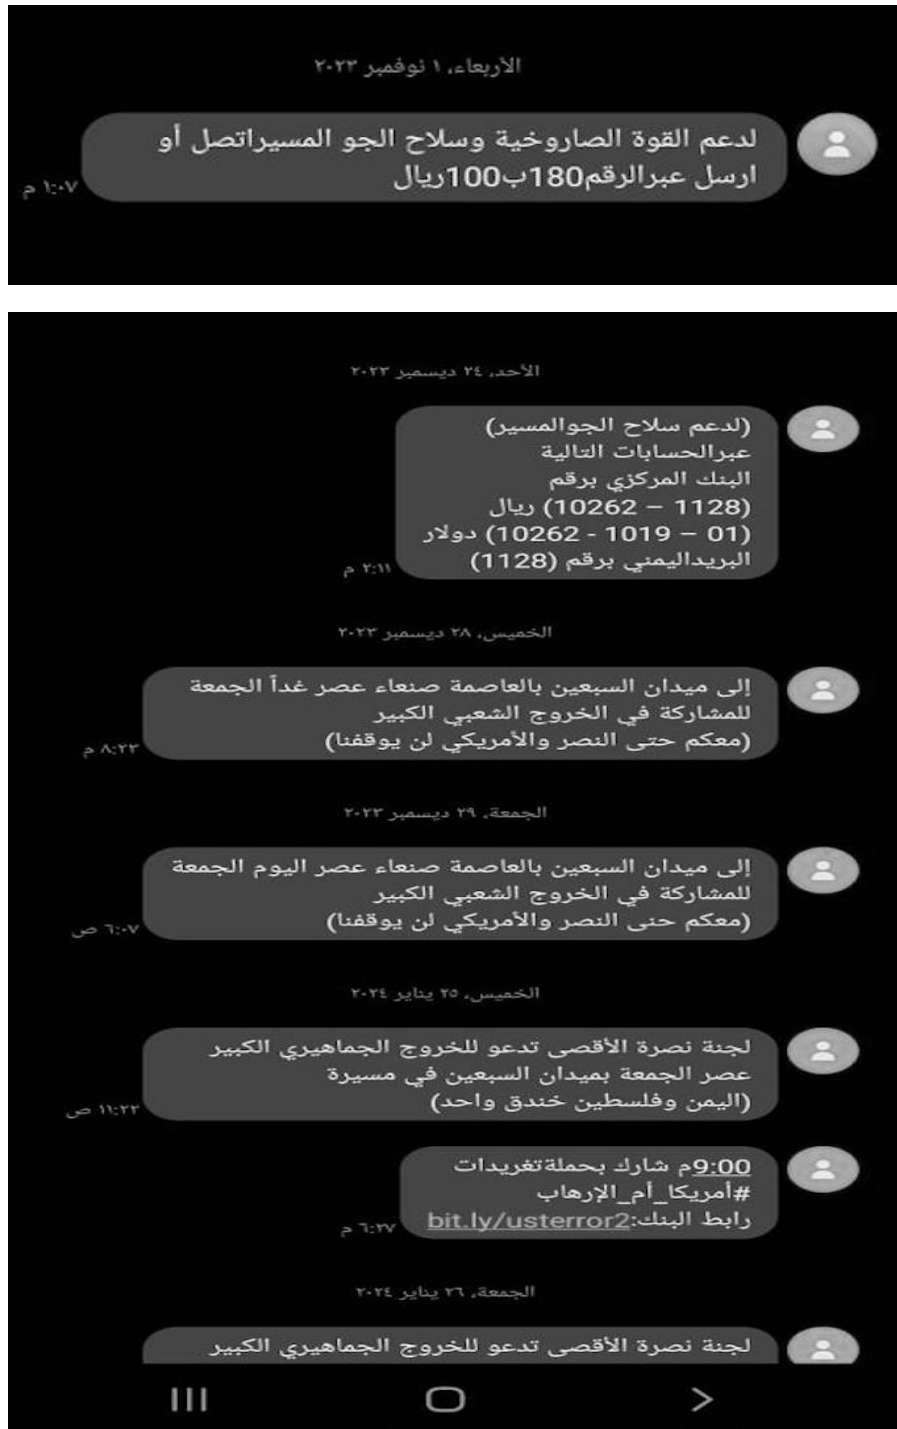 الأربعاء، ١ نوفمبر ٢٠٢٣
لدعم القوة الصاروخية وسلاح الجو المسيراتصل أو
ارسل عبرالرقم180ب100ريال
١:٠٧ م
الأحد، ٢٤ ديسمبر ٢٠٢٣
(لدعم سلاح الجوالمسير)
عبرالحسابات التالية
البنك المركزي برقم
(1128 – 10262) ريال
(01 – 1019 - 10262) دولار
البريداليمني برقم (1128)
٢:١١ م
الخميس، ٢٨ ديسمبر ٢٠٢٣
إلى ميدان السبعين بالعاصمة صنعاء عصر غداً الجمعة
للمشاركة في الخروج الشعبي الكبير
(معكم حتى النصر والأمريكي لن يوقفنا)
٨:٢٣ م
الجمعة، ٢٩ ديسمبر ٢٠٢٣
إلى ميدان السبعين بالعاصمة صنعاء عصر اليوم الجمعة
للمشاركة في الخروج الشعبي الكبير
(معكم حتى النصر والأمريكي لن يوقفنا)
٦:٠٧ ص
الخميس، ٢٥ يناير ٢٠٢٤
لجنة نصرة الأقصى تدعو للخروج الجماهيري الكبير
عصر الجمعة بميدان السبعين في مسيرة
(اليمن وفلسطين خندق واحد)
١١:٢٢ ص
9:00م شارك بحملةتغريدات
#أمريكا_أم_الإرهاب
رابط البنك:bit.ly/usterror2
٦:٢٧ م
الجمعة، ٢٦ يناير ٢٠٢٤
لجنة نصرة الأقصى تدعو للخروج الجماهيري الكبير